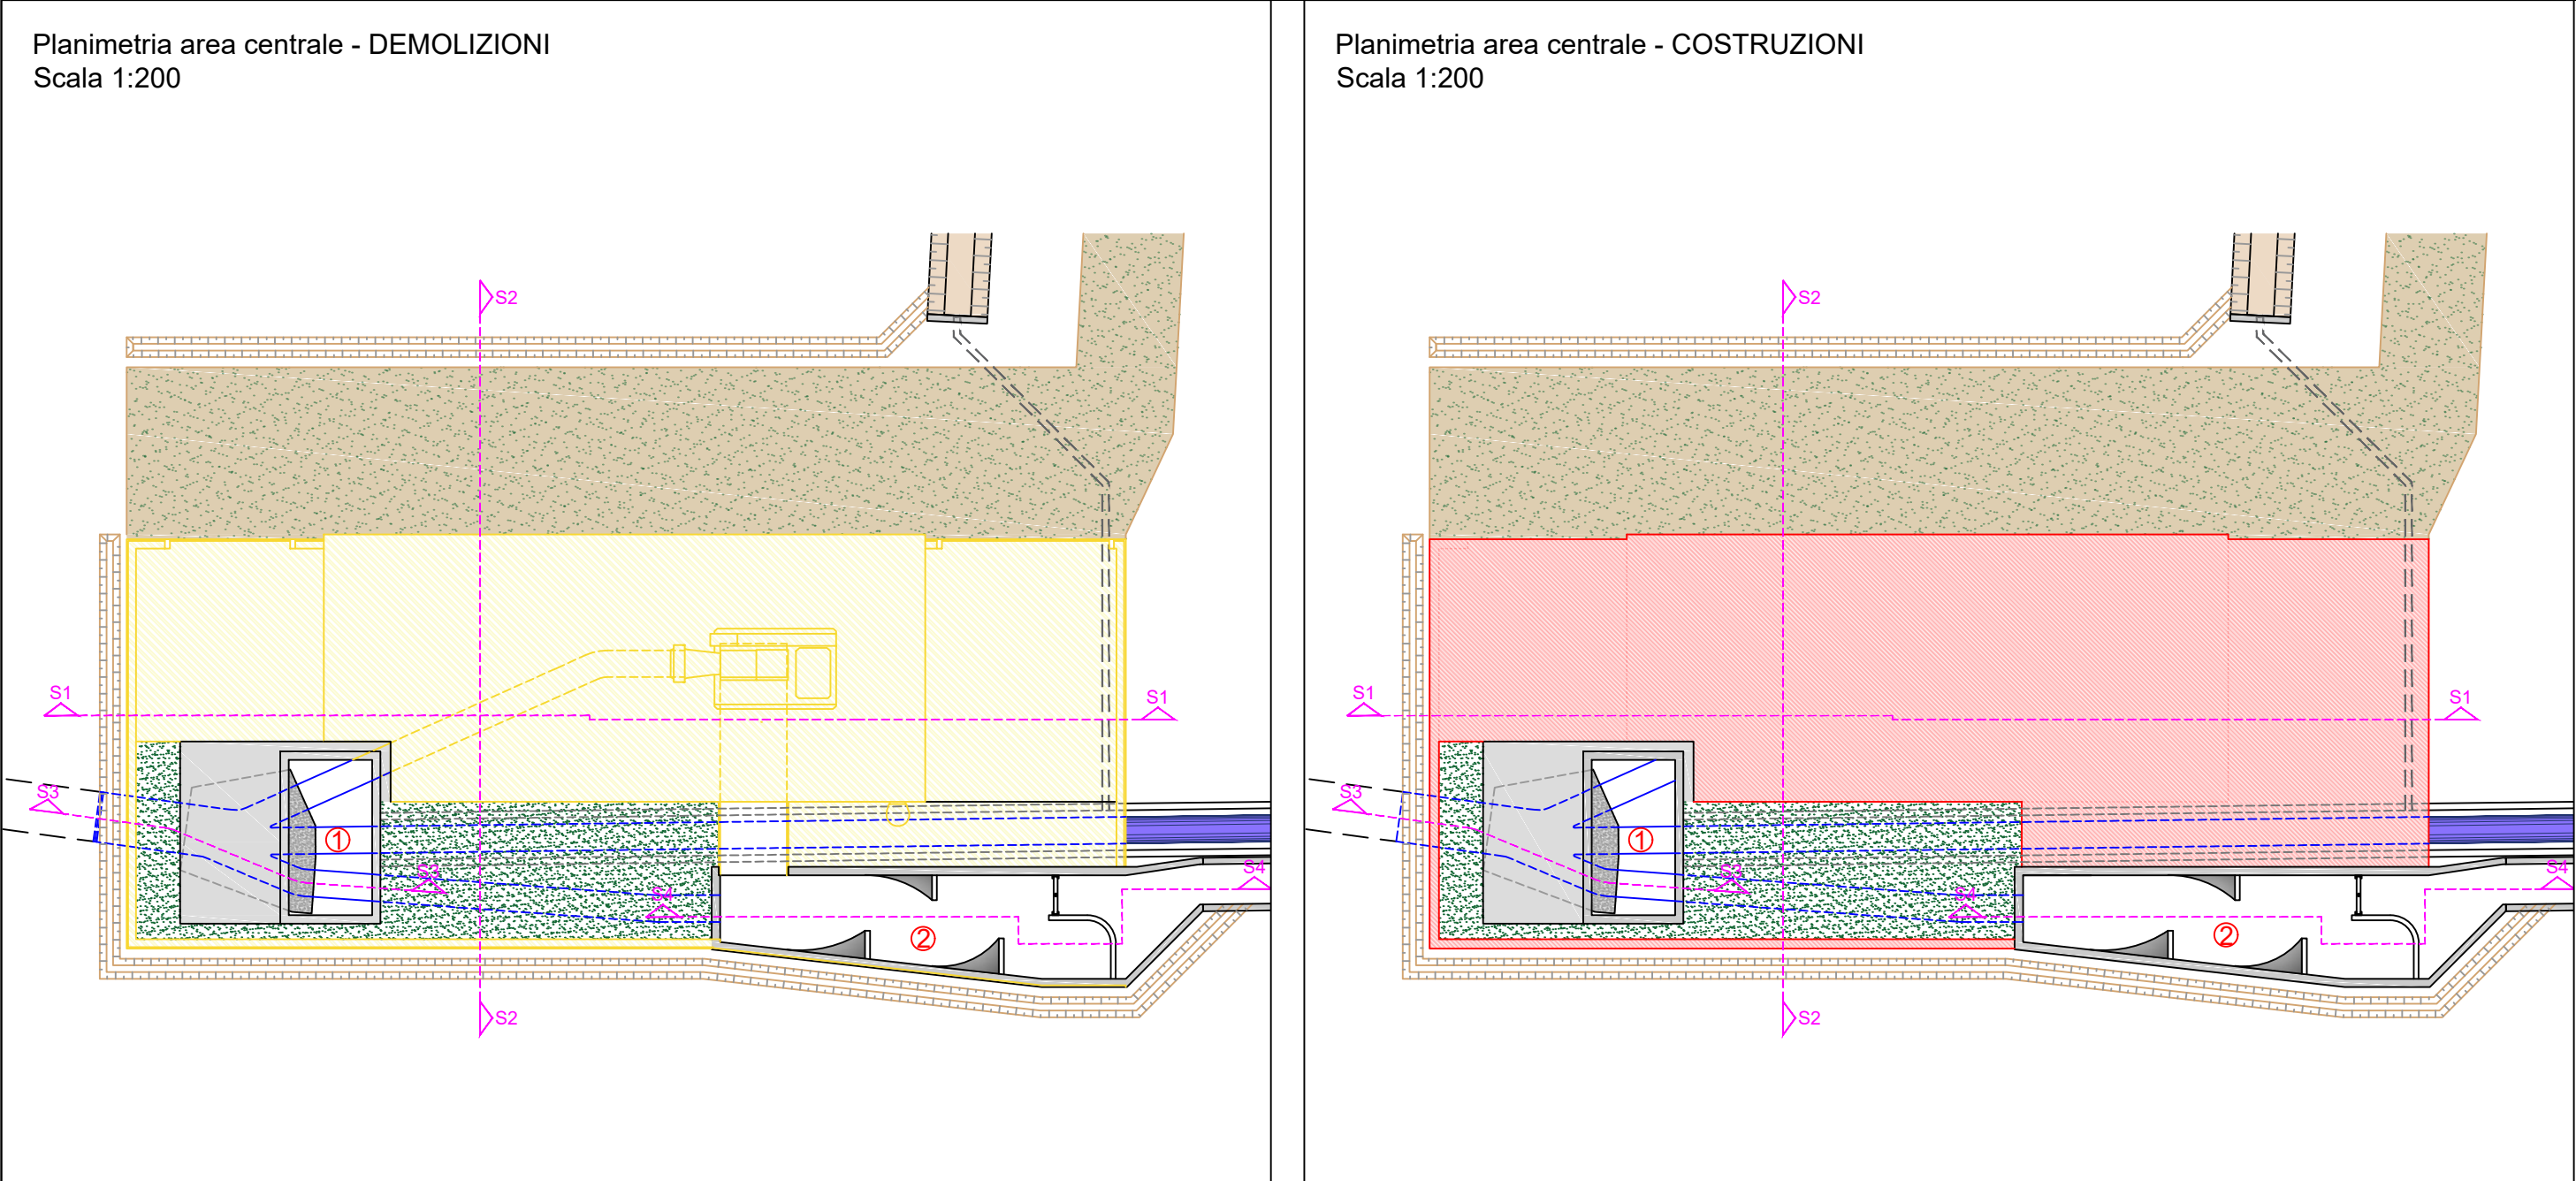 Planimetria area centrale - DEMOLIZIONI
Scala 1:200
S2
S1
S1
S3
1
S3
S4
S4
2
S2
Planimetria area centrale - COSTRUZIONI
Scala 1:200
S2
S1
S1
S3
1
S3
S4
S4
2
S2